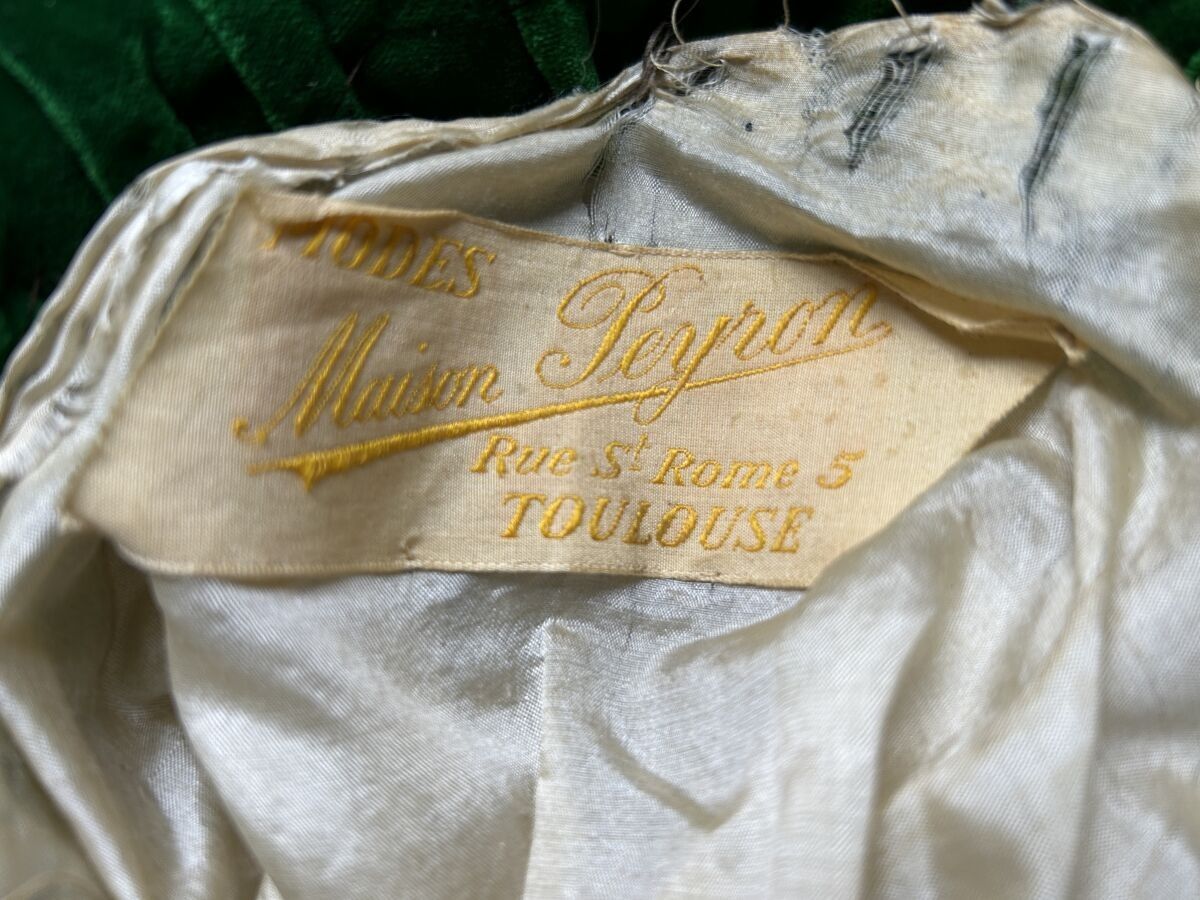 MODES
Maison Peyron
Rue St Rome 5
TOULOUSE